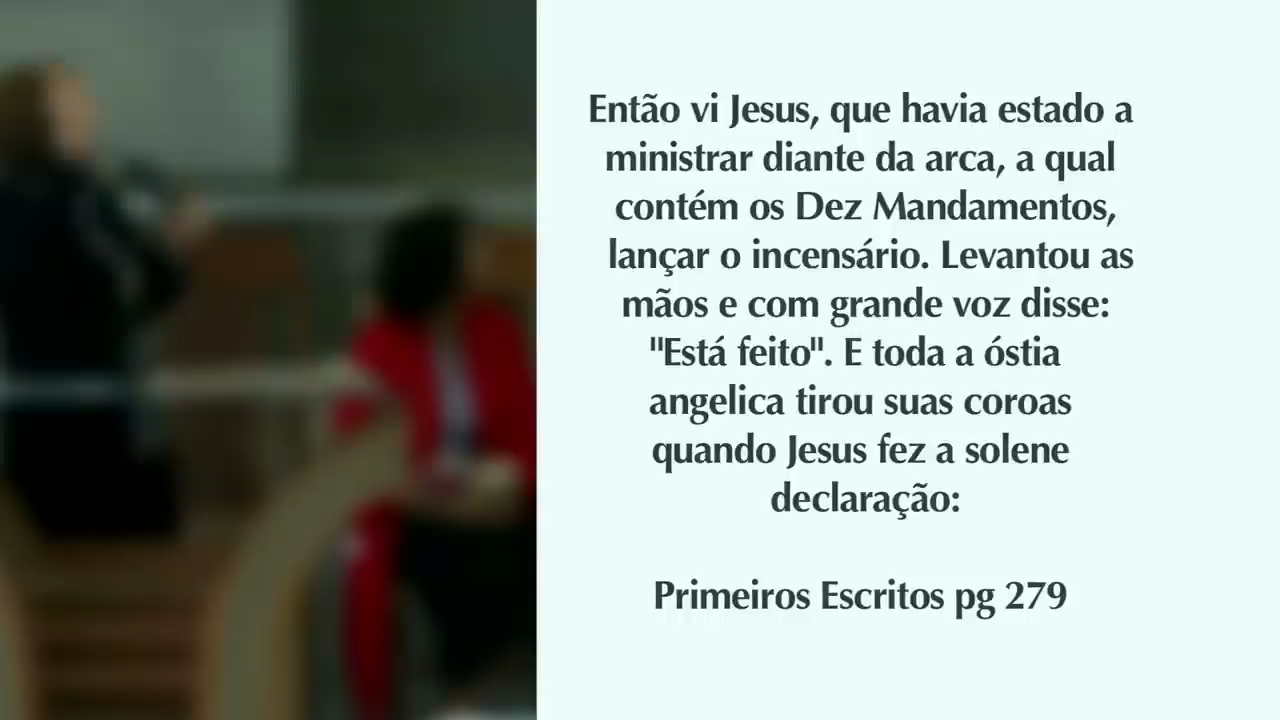 Então vi Jesus, que havia estado a
ministrar diante da arca, a qual
contém os Dez Mandamentos,
lançar o incensário. Levantou as
mãos e com grande voz disse:
"Está feito". E toda a óstia
angelica tirou suas coroas
quando Jesus fez a solene
declaração:
Primeiros Escritos pg 279